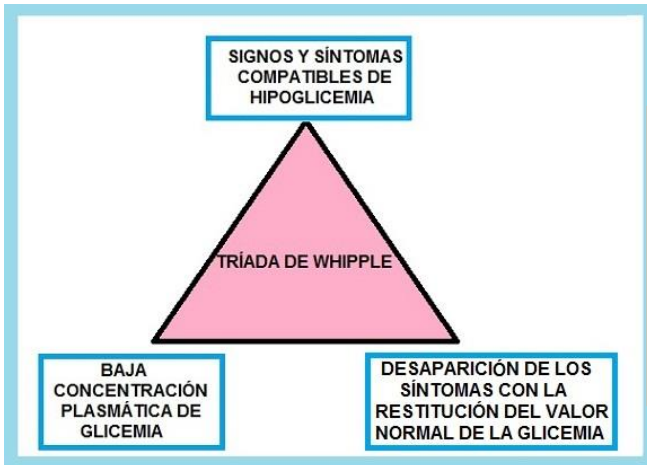 SIGNOS Y SÍNTOMAS
COMPATIBLES DE
HIPOGLICEMIA
TRÍADA DE WHIPPLE
BAJA
CONCENTRACIÓN
PLASMÁTICA DE
GLICEMIA
DESAPARICIÓN DE LOS
SÍNTOMAS CON LA
RESTITUCIÓN DEL VALOR
NORMAL DE LA GLICEMIA